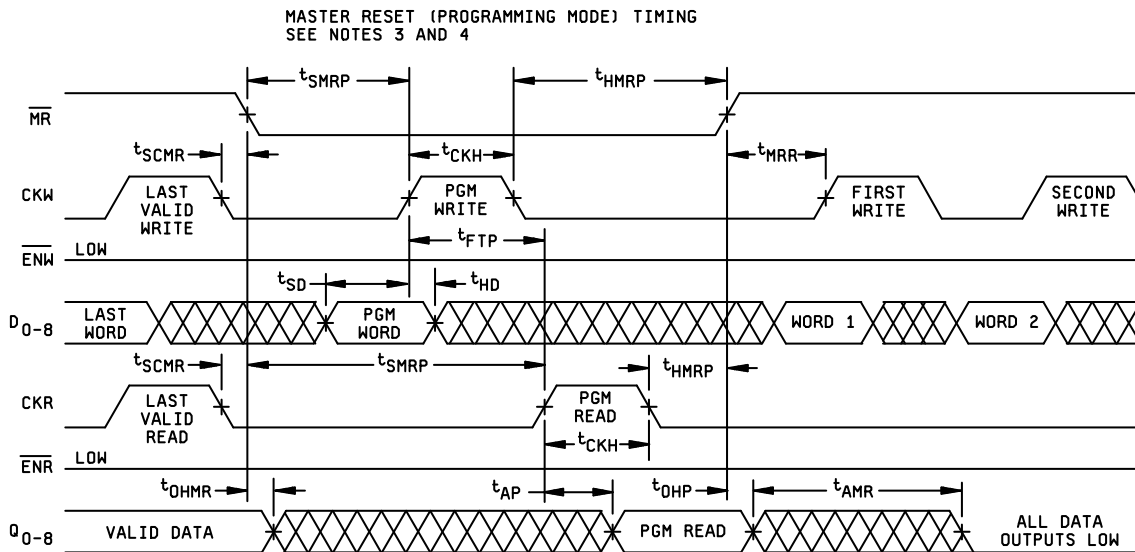 MASTER RESET (PROGRAMMING MODE) TIMING
SEE NOTES 3 AND 4
tSMRP
tHMRP
MR
tSCMR
tCKH
tMRR
CKW
LAST
VALID
WRITE
PGM
WRITE
FIRST
WRITE
SECOND
WRITE
tFTP
ENW
LOW
tSD
tHD
D0-8
LAST
WORD
PGM
WORD
WORD 1
WORD 2
tSCMR
tSMRP
tHMRP
CKR
LAST
VALID
READ
PGM
READ
tCKH
ENR
LOW
tOHMR
tAP
tOHP
tAMR
Q0-8
VALID DATA
PGM READ
ALL DATA
OUTPUTS LOW